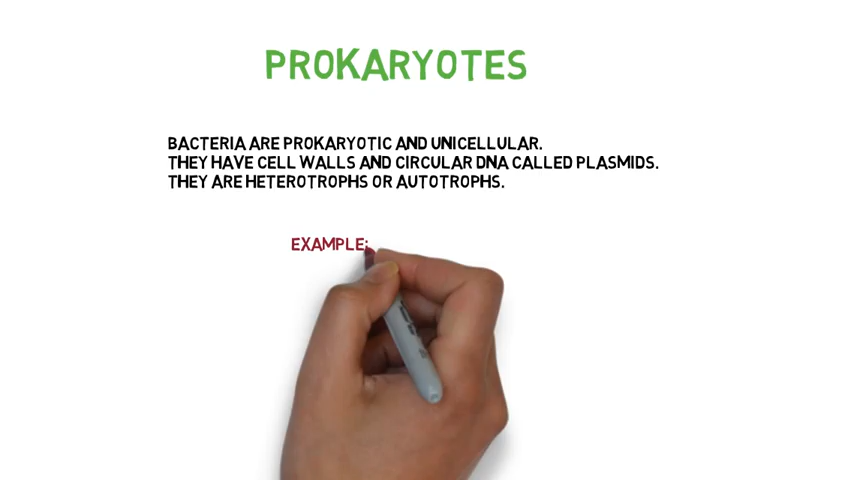 PROKARYOTES
BACTERIA ARE PROKARYOTIC AND UNICELLULAR.
THEY HAVE CELL WALLS AND CIRCULAR DNA CALLED PLASMIDS.
THEY ARE HETEROTROPHS OR AUTOTROPHS.
EXAMPLE: